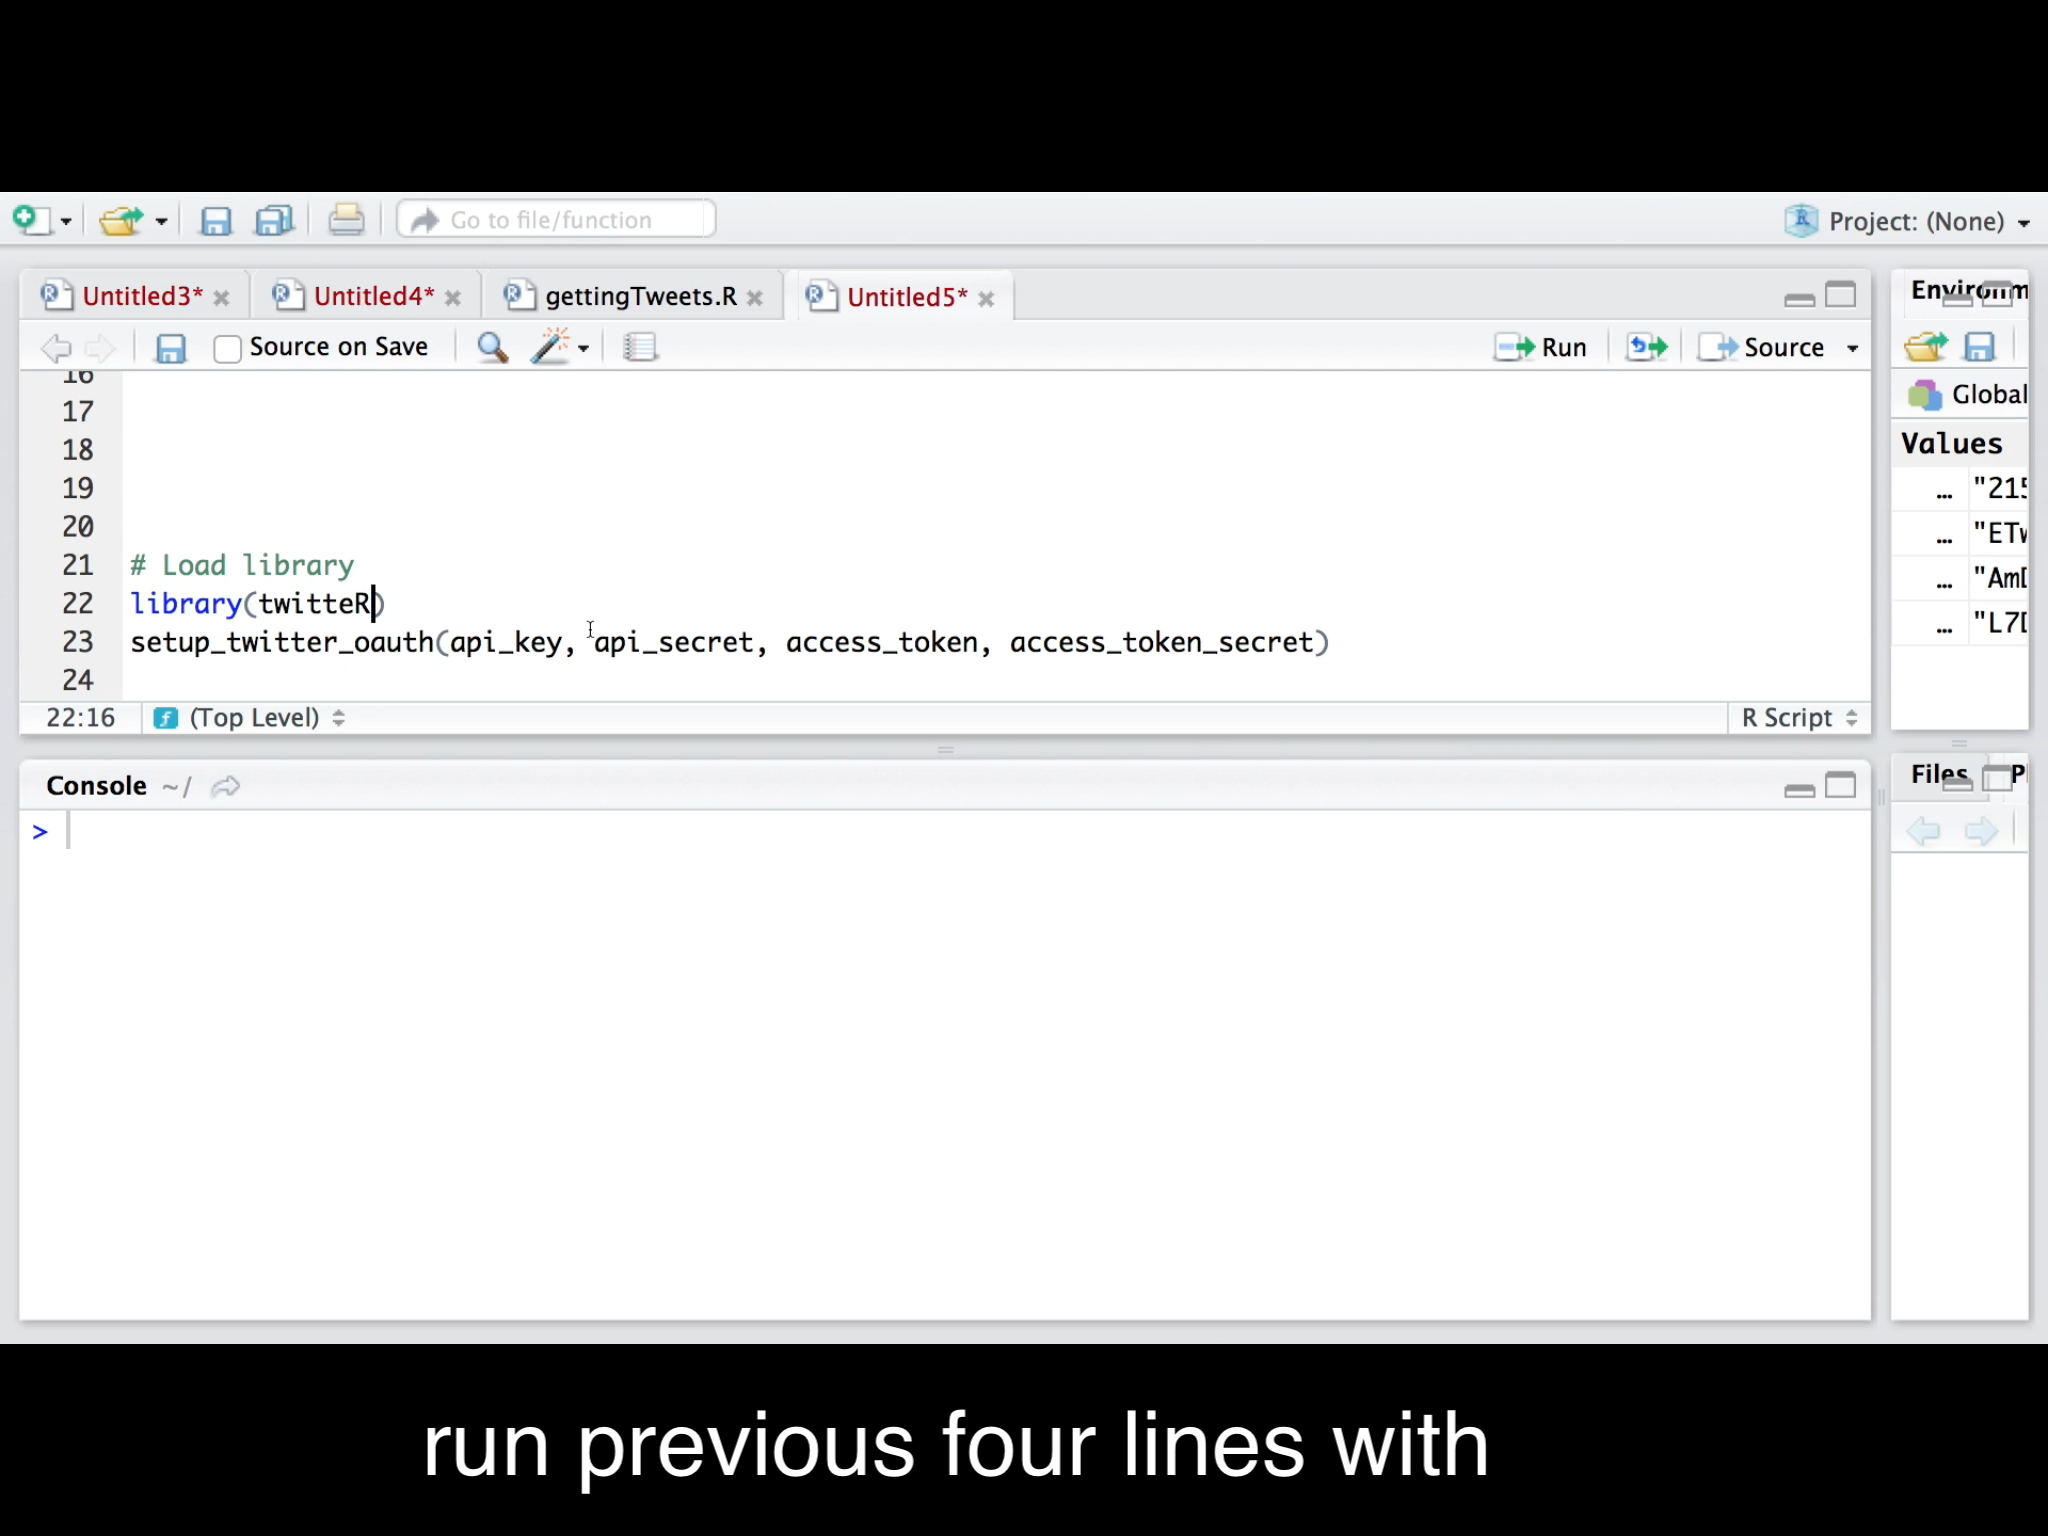 Go to file/function
Project: (None)
Untitled3*
Untitled4*
gettingTweets.R
Untitled5*
Source on Save
Run
Source
16
17
18
19
20
21 # Load library
22 library(twitteR)
23 setup_twitter_oauth(api_key, api_secret, access_token, access_token_secret)
24
22:16 (Top Level) R Script
Console ~/
>
Environm
Global
Values
… "215
… "ETw
… "Am
… "L7
Files
run previous four lines with